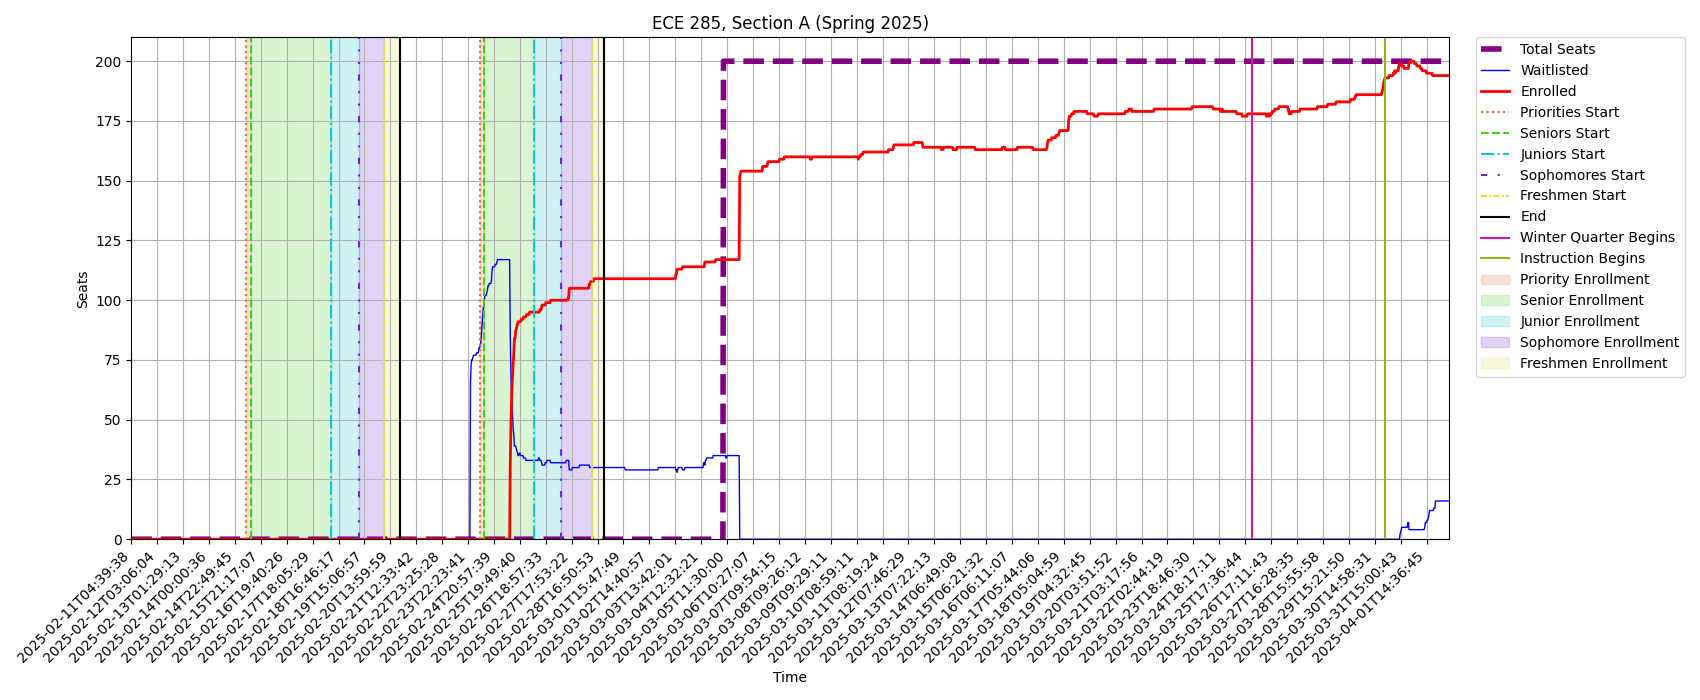 ECE 285, Section A (Spring 2025)
200
175
150
125
100
75
50
25
0
Seats
2025-02-11T04:39:38
2025-02-12T03:06:04
2025-02-13T01:29:13
2025-02-14T00:00:36
2025-02-14T22:49:45
2025-02-15T21:17:07
2025-02-16T19:40:26
2025-02-17T18:05:29
2025-02-18T16:46:17
2025-02-19T15:06:57
2025-02-20T13:59:59
2025-02-21T12:33:42
2025-02-22T13:25:28
2025-02-23T22:23:41
2025-02-24T20:57:39
2025-02-25T19:49:40
2025-02-26T18:57:33
2025-02-27T17:53:22
2025-02-28T16:50:53
2025-03-01T15:47:49
2025-03-02T14:40:57
2025-03-03T13:42:01
2025-03-04T12:32:21
2025-03-05T11:30:00
2025-03-06T10:27:07
2025-03-07T09:54:15
2025-03-08T09:26:12
2025-03-09T09:29:11
2025-03-10T08:59:11
2025-03-11T08:19:24
2025-03-12T07:46:29
2025-03-13T07:22:13
2025-03-14T06:49:08
2025-03-15T06:21:32
2025-03-16T06:11:07
2025-03-17T05:44:06
2025-03-18T05:04:59
2025-03-19T04:32:45
2025-03-20T03:51:52
2025-03-21T03:17:56
2025-03-22T02:44:19
2025-03-23T18:46:30
2025-03-24T18:17:11
2025-03-25T17:36:44
2025-03-26T17:11:43
2025-03-27T16:28:35
2025-03-28T15:55:58
2025-03-29T15:21:50
2025-03-30T14:58:31
2025-03-31T15:00:43
2025-04-01T14:36:45
Time
Total Seats
Waitlisted
Enrolled
Priorities Start
Seniors Start
Juniors Start
Sophomores Start
Freshmen Start
End
Winter Quarter Begins
Instruction Begins
Priority Enrollment
Senior Enrollment
Junior Enrollment
Sophomore Enrollment
Freshmen Enrollment